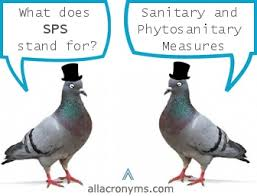 What does
SPS
stand for?
Sanitary and
Phytosanitary
Measures
allacronyms.com